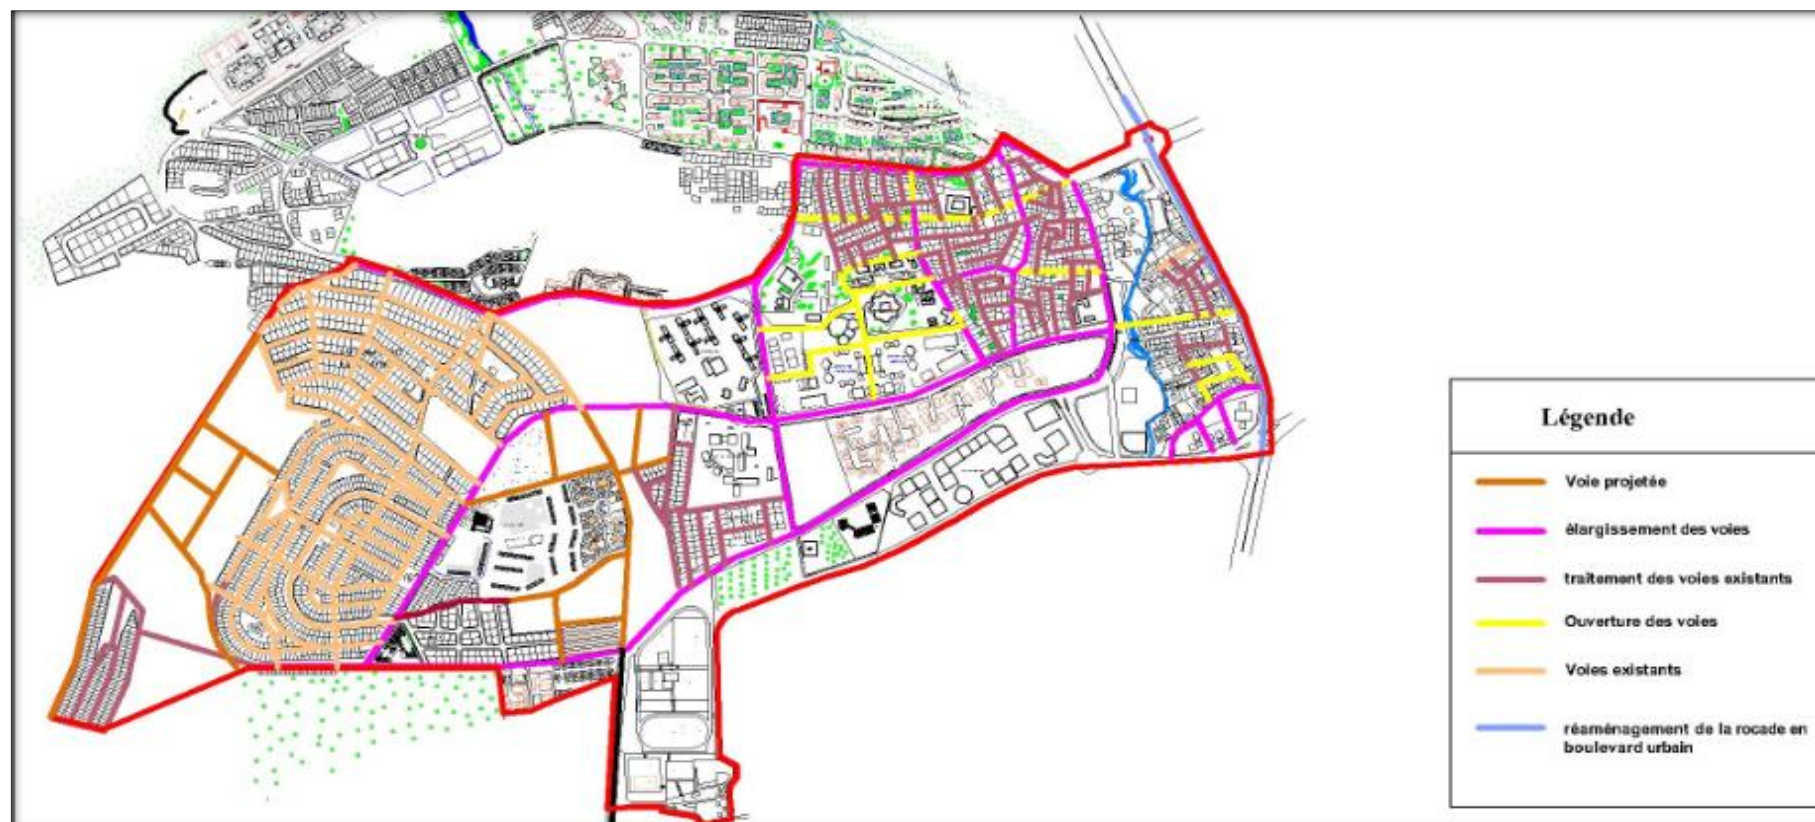 Légende
Voie projetée
élargissement des voies
traitement des voies existants
Ouverture des voies
Voies existants
réaménagement de la rocade en
boulevard urbain